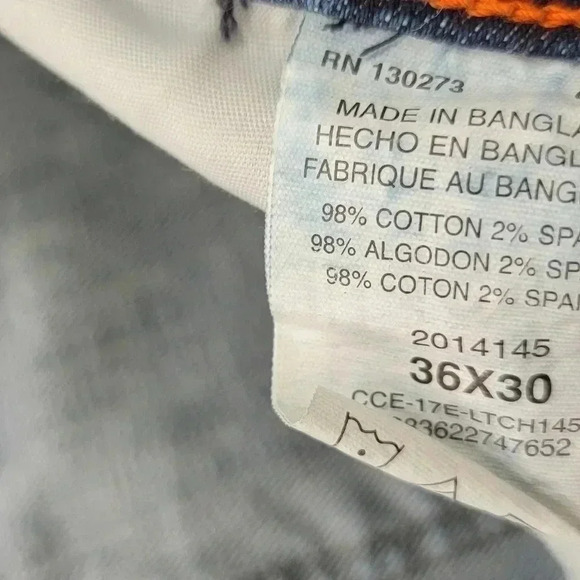 RN 130273
MADE IN BANGLA
HECHO EN BANGL
FABRIQUE AU BANG
98% COTTON 2% SPA
98% ALGODON 2% SP
98% COTON 2% SPA
2014145
36X30
CCE-17E-LTCH145
23622747652